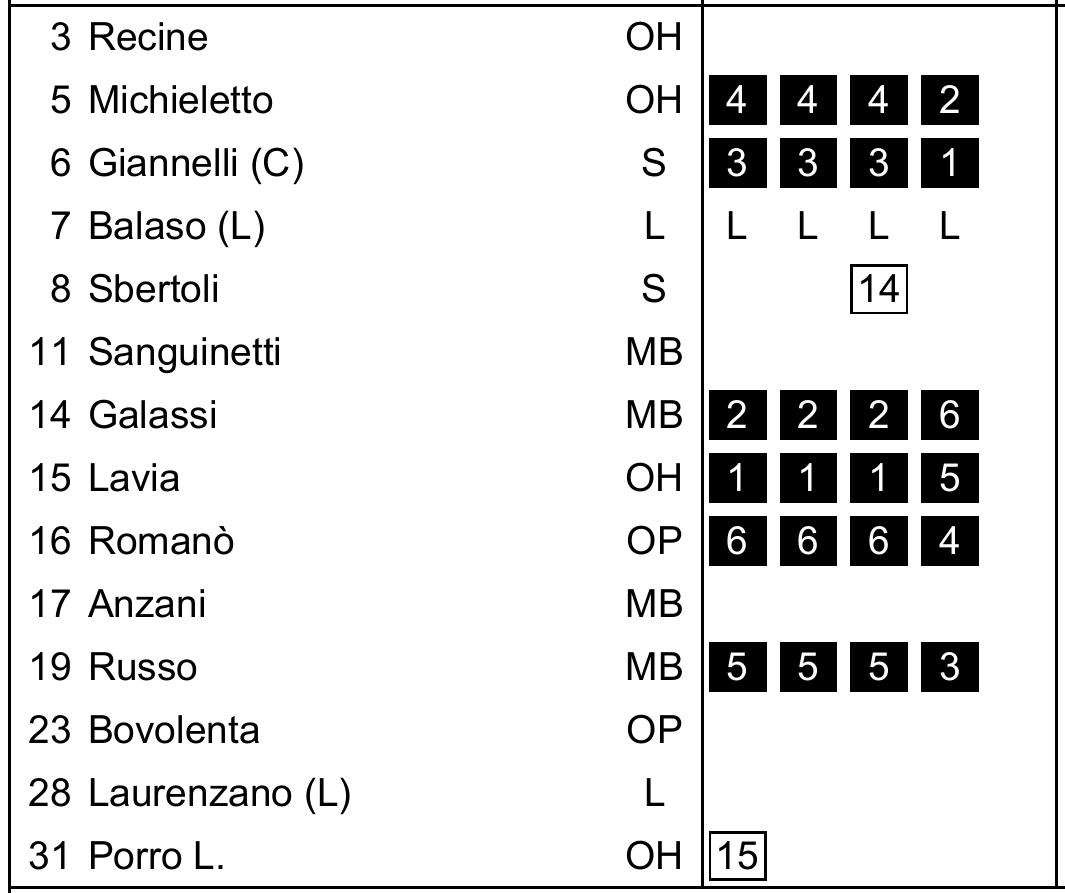 3 Recine OH
5 Michieletto OH 4 4 4 2
6 Giannelli (C) S 3 3 3 1
7 Balaso (L) L L L L L
8 Sbertoli S 14
11 Sanguinetti MB
14 Galassi MB 2 2 2 6
15 Lavia OH 1 1 1 5
16 Romanò OP 6 6 6 4
17 Anzani MB
19 Russo MB 5 5 5 3
23 Bovolenta OP
28 Laurenzano (L) L
31 Porro L. OH 15